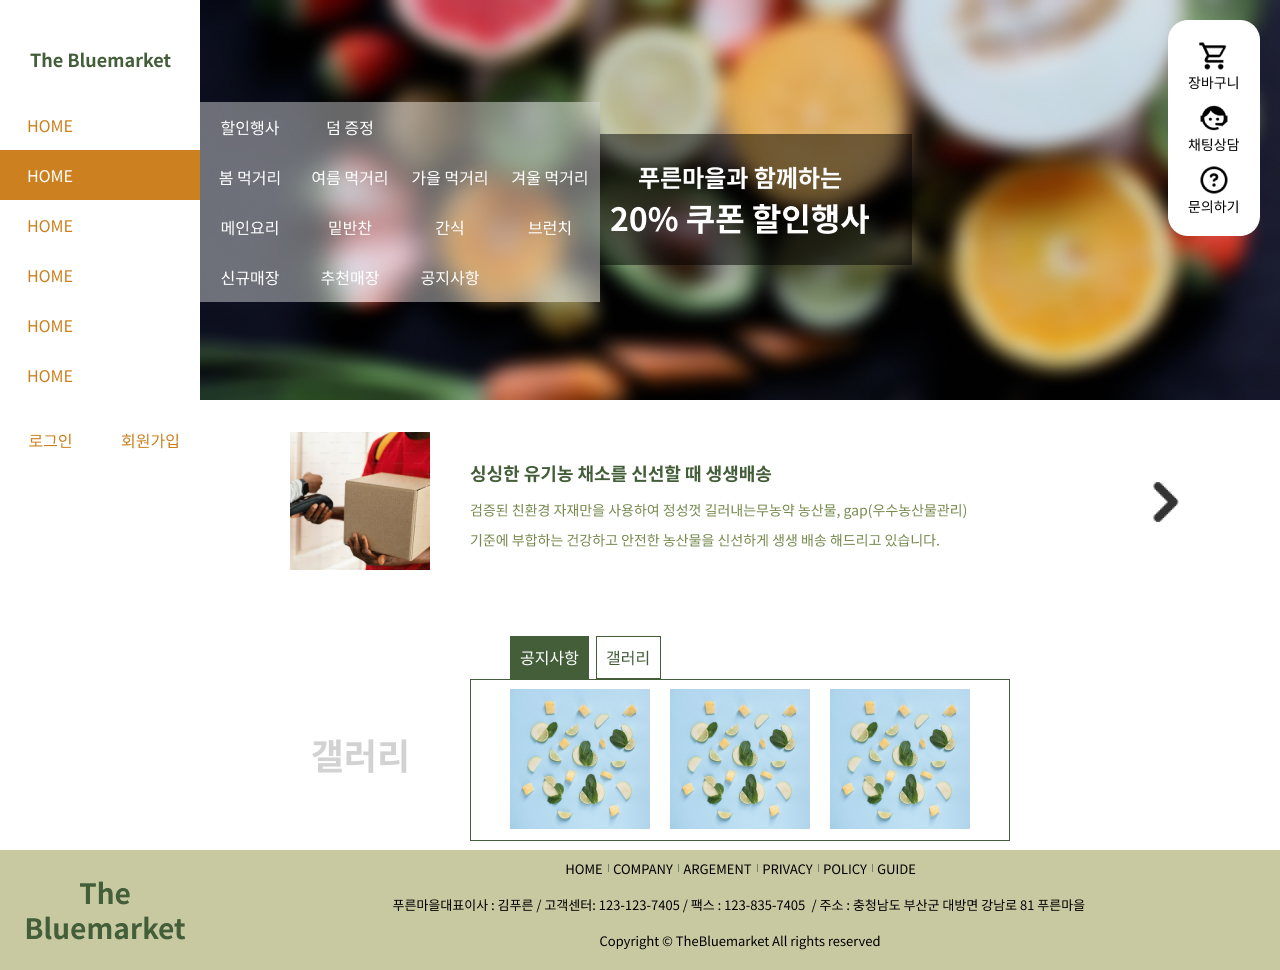 The Bluemarket
HOME
HOME
HOME
HOME
HOME
HOME
로그인 회원가입
할인행사 덤 증정
봄 먹거리 여름 먹거리 가을 먹거리 겨울 먹거리
메인요리 밑반찬 간식 브런치
신규매장 추천매장 공지사항
푸른마을과 함께하는
20% 쿠폰 할인행사
장바구니
채팅상담
문의하기
싱싱한 유기농 채소를 신선할 때 생생배송
검증된 친환경 자재만을 사용하여 정성껏 길러내는무농약 농산물, gap(우수농산물관리)
기준에 부합하는 건강하고 안전한 농산물을 신선하게 생생 배송 해드리고 있습니다.
공지사항 갤러리
갤러리
The
Bluemarket
HOME COMPANY ARGEMENT PRIVACY POLICY GUIDE
푸른마을대표이사 : 김푸른 / 고객센터: 123-123-7405 / 팩스 : 123-835-7405 / 주소 : 충청남도 부산군 대방면 강남로 81 푸른마을
Copyright © TheBluemarket All rights reserved